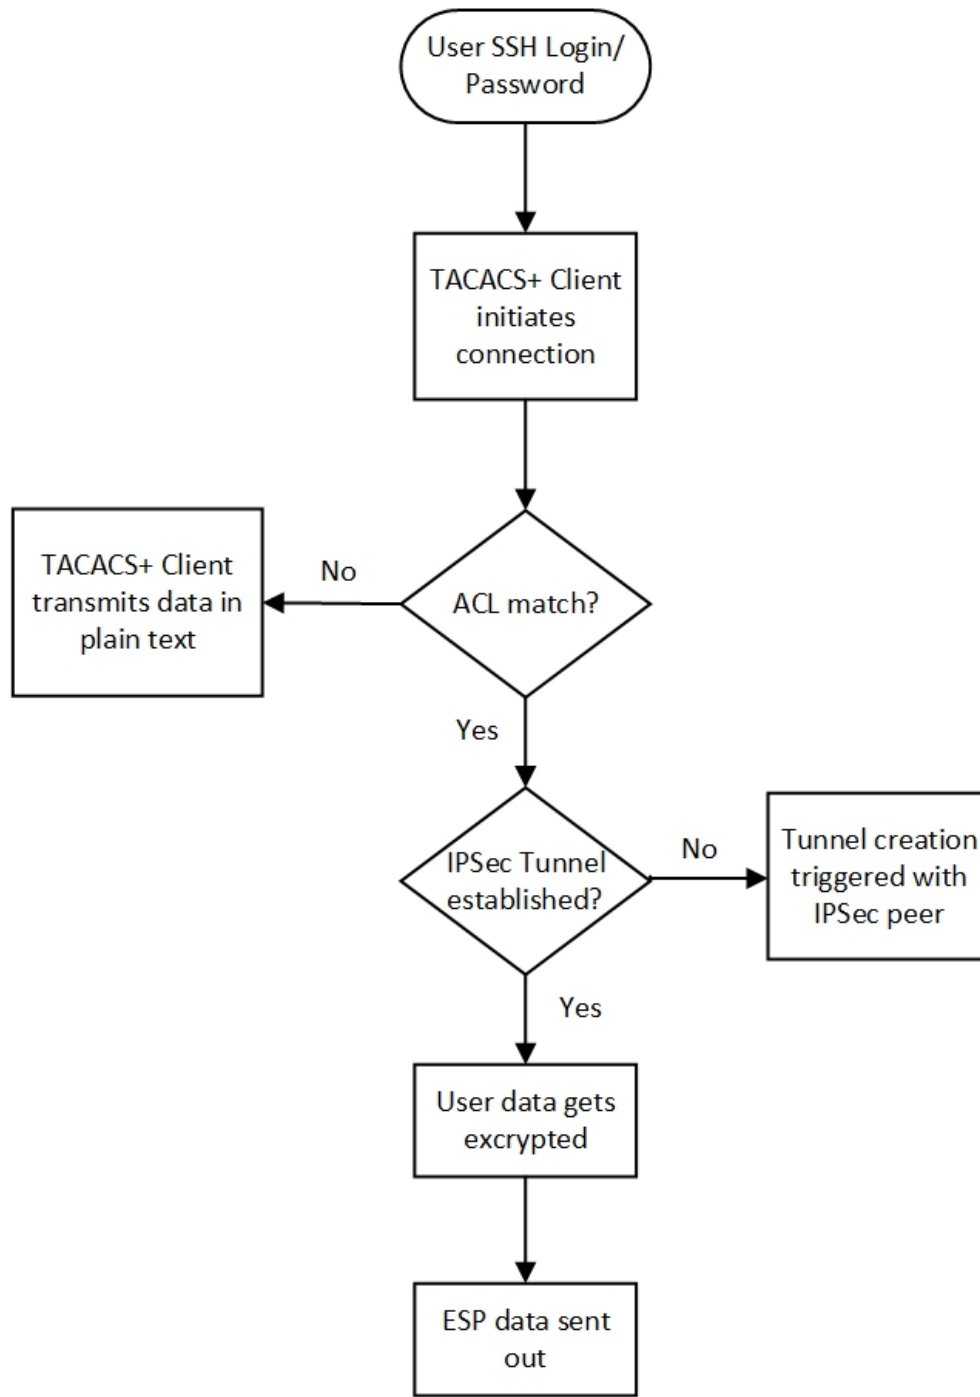 User SSH Login/
Password
TACACS+ Client
initiates
connection
ACL match?
No
TACACS+ Client
transmits data in
plain text
Yes
IPSec Tunnel
established?
No
Tunnel creation
triggered with
IPSec peer
Yes
User data gets
excrypted
ESP data sent
out